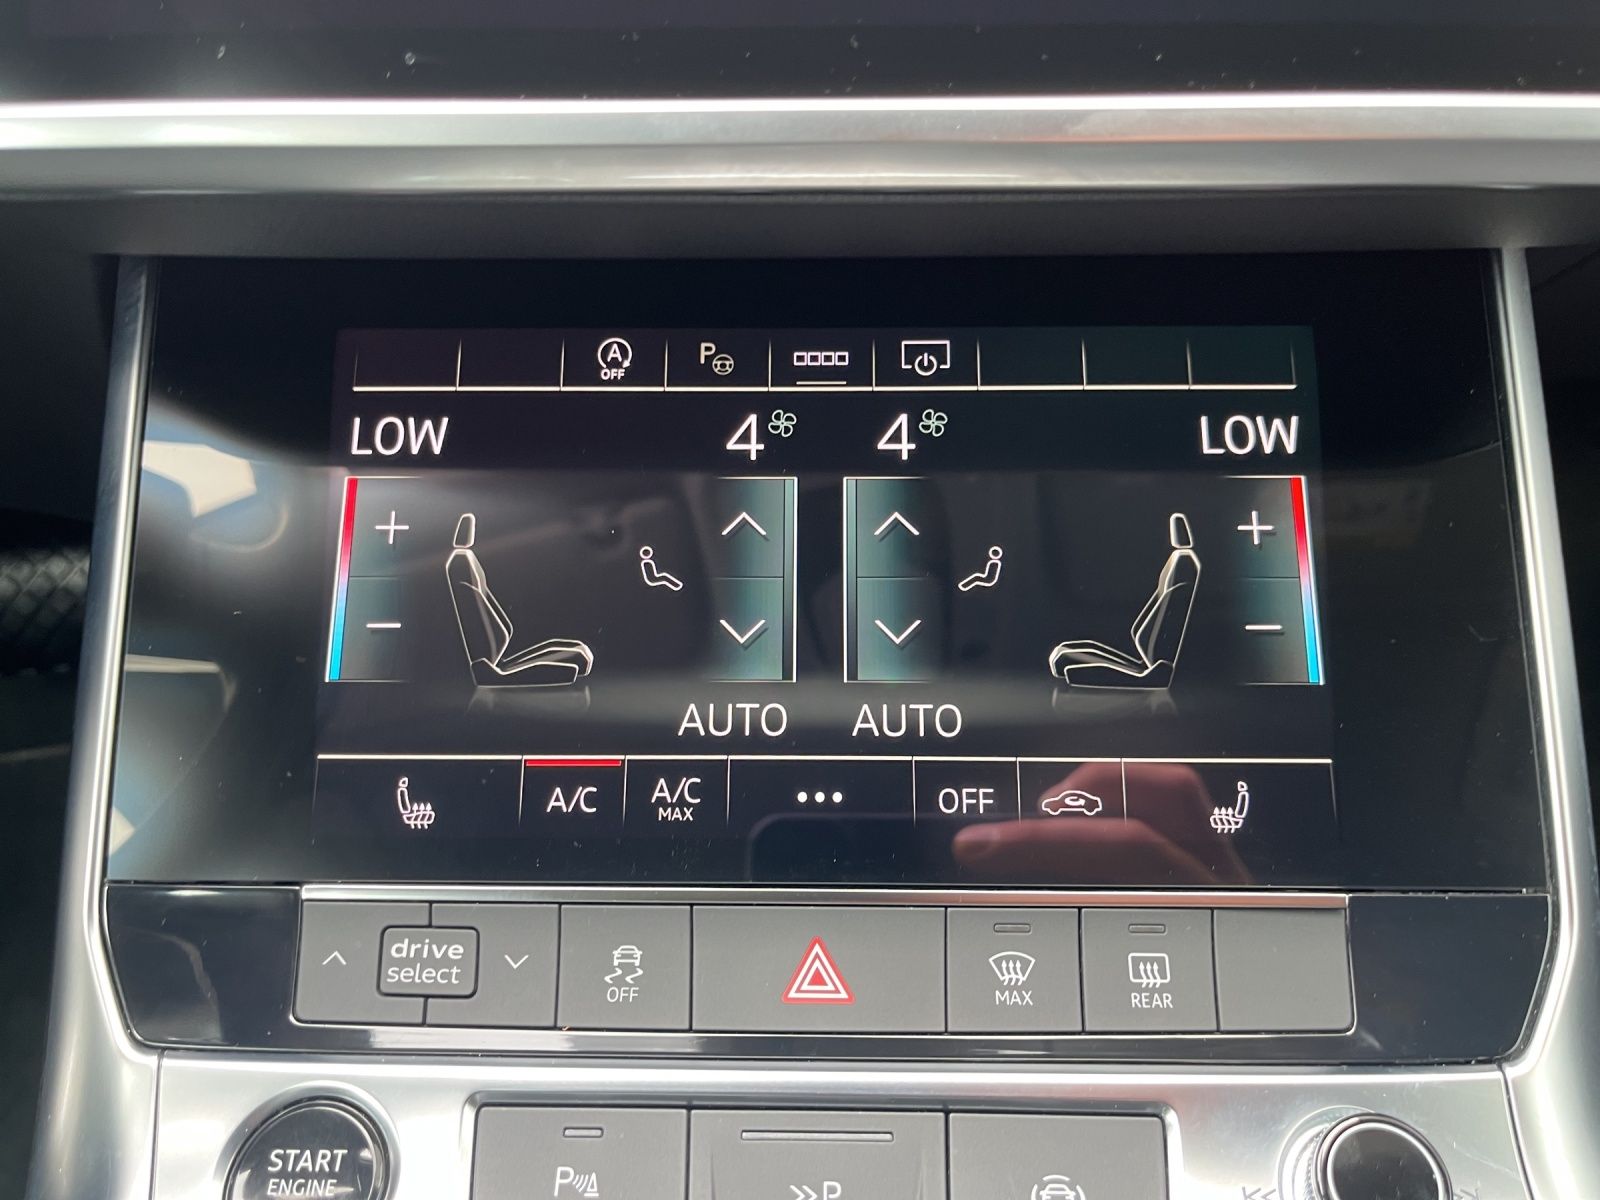 A
OFF
P
LOW 4 4 LOW
AUTO AUTO
A/C A/C MAX OFF
drive select
OFF
MAX
REAR
START
ENGINE
P
>>P